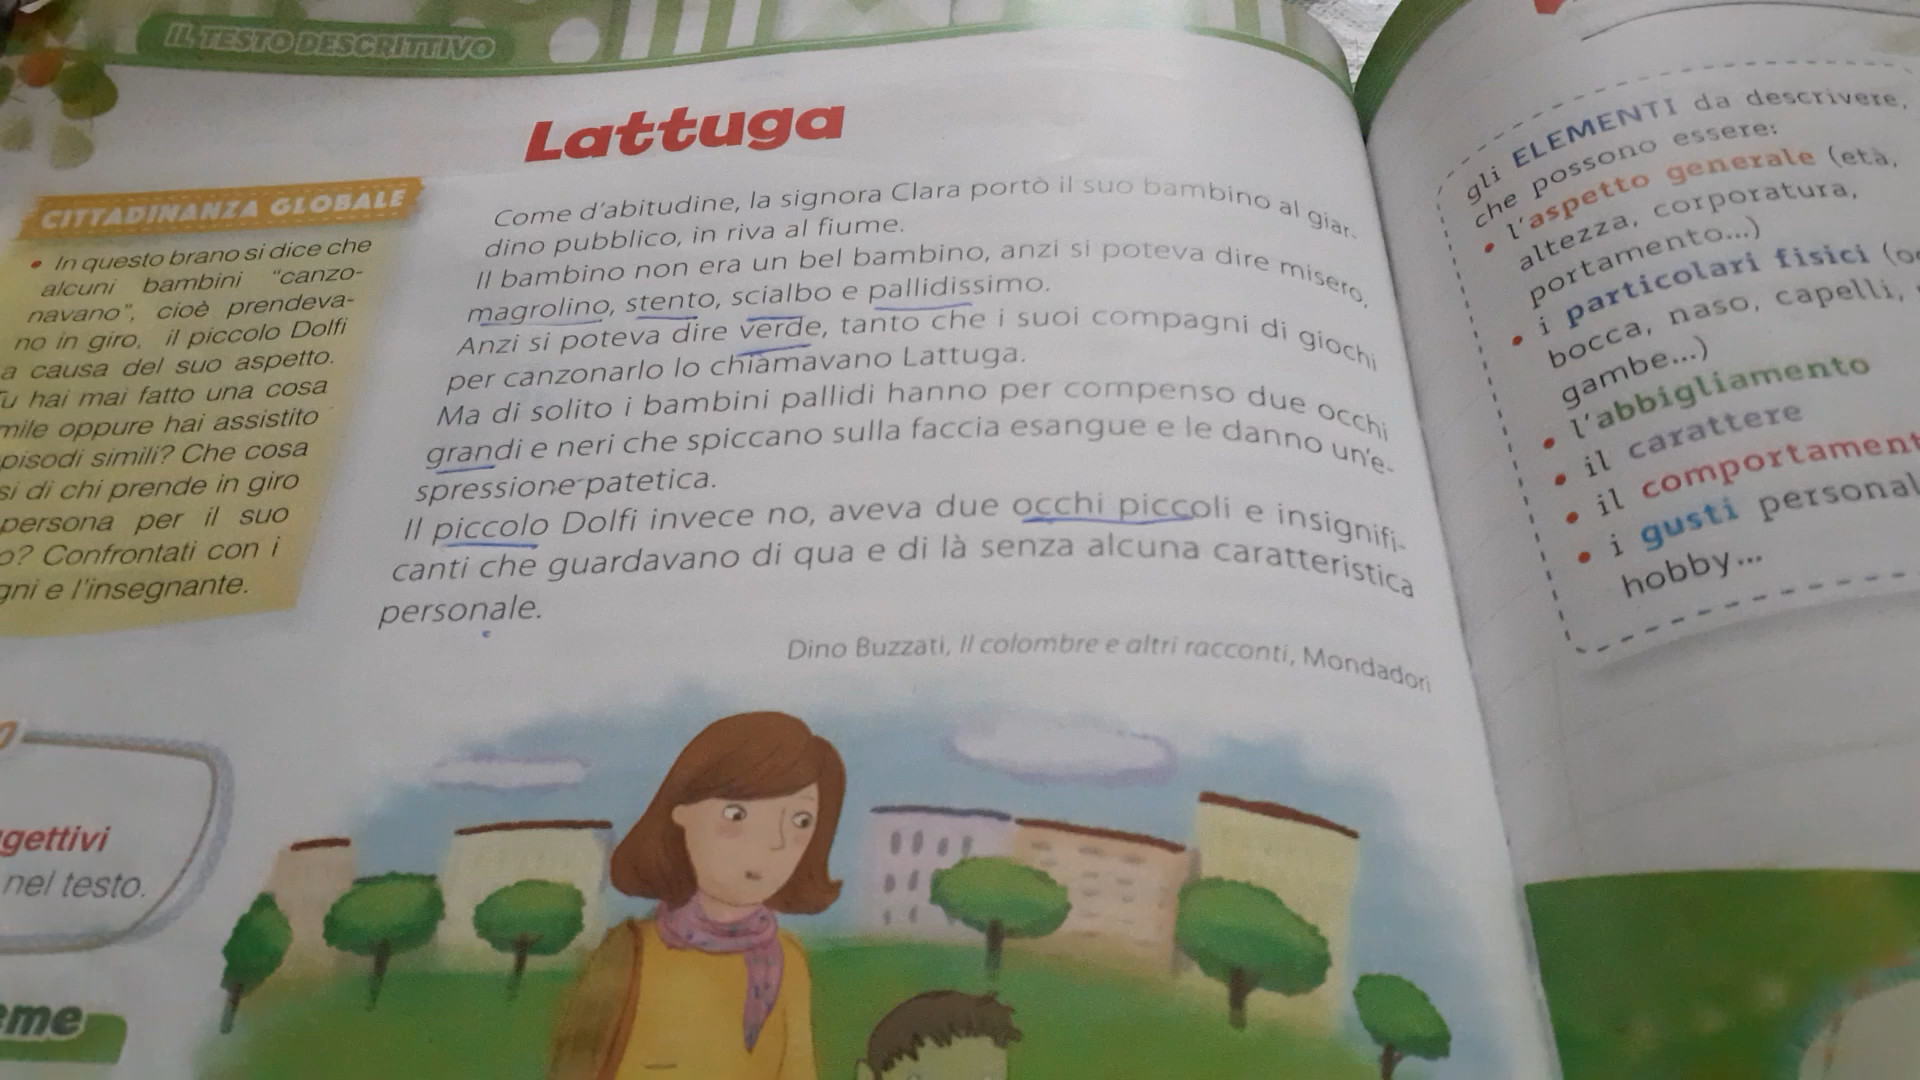 IL TESTO DESCRITTIVO
Lattuga
CITTADINANZA GLOBALE
• In questo brano si dice che
alcuni bambini "canzo-
navano", cioè prendeva-
no in giro, il piccolo Dolfi
a causa del suo aspetto.
Tu hai mai fatto una cosa
mile oppure hai assistito
pisodi simili? Che cosa
si di chi prende in giro
persona per il suo
o? Confrontati con i
gni e l'insegnante.
Come d'abitudine, la signora Clara portò il suo bambino al giar-
dino pubblico, in riva al fiume.
Il bambino non era un bel bambino, anzi si poteva dire misero,
magrolino, stento, scialbo e pallidissimo.
Anzi si poteva dire verde, tanto che i suoi compagni di giochi
per canzonarlo lo chiamavano Lattuga.
Ma di solito i bambini pallidi hanno per compenso due occhi
grandi e neri che spiccano sulla faccia esangue e le danno un'e-
spressione patetica.
Il piccolo Dolfi invece no, aveva due occhi piccoli e insignifi-
canti che guardavano di qua e di là senza alcuna caratteristica
personale.
Dino Buzzati, Il colombre e altri racconti, Mondadori
ggettivi
nel testo.
eme
gli ELEMENTI da descrivere,
che possono essere:
• l'aspetto generale (età,
altezza, corporatura,
portamento...)
• i particolari fisici (oc
bocca, naso, capelli,
gambe...)
• l'abbigliamento
• il carattere
• il comportament
• i gusti personal
hobby...